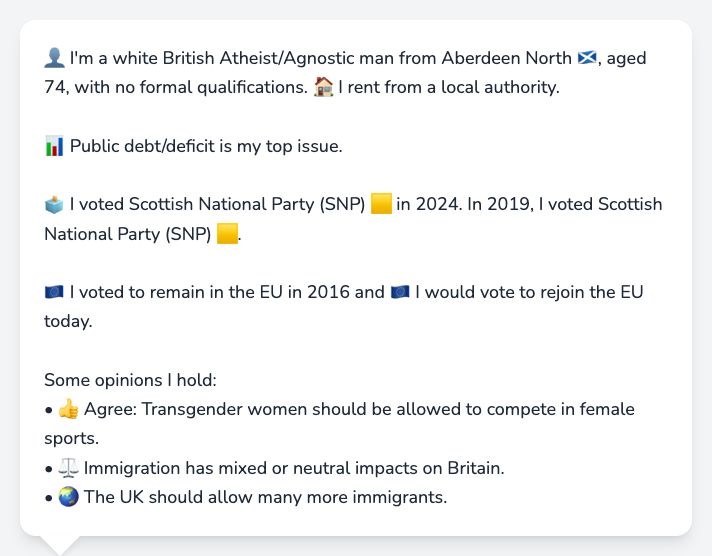 👤 I'm a white British Atheist/Agnostic man from Aberdeen North 🏴󠁧󠁢󠁳󠁣󠁴󠁿, aged
74, with no formal qualifications. 🏠 I rent from a local authority.
📊 Public debt/deficit is my top issue.
🗳️ I voted Scottish National Party (SNP) 🟨 in 2024. In 2019, I voted Scottish
National Party (SNP) 🟨.
🇪🇺 I voted to remain in the EU in 2016 and 🇪🇺 I would vote to rejoin the EU
today.
Some opinions I hold:
• 👍 Agree: Transgender women should be allowed to compete in female
sports.
• ⚖️ Immigration has mixed or neutral impacts on Britain.
• 🌏 The UK should allow many more immigrants.